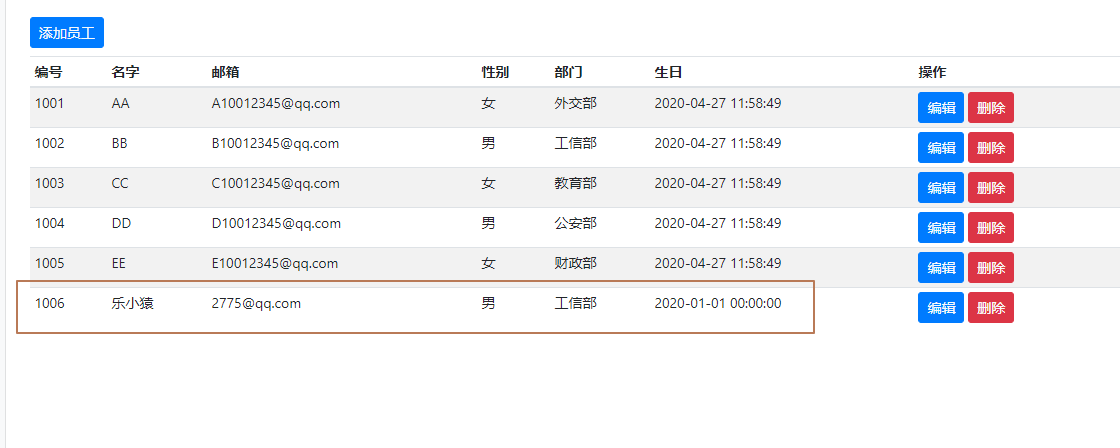 添加员工
编号 名字 邮箱 性别 部门 生日 操作
1001 AA A10012345@qq.com 女 外交部 2020-04-27 11:58:49 编辑 删除
1002 BB B10012345@qq.com 男 工信部 2020-04-27 11:58:49 编辑 删除
1003 CC C10012345@qq.com 女 教育部 2020-04-27 11:58:49 编辑 删除
1004 DD D10012345@qq.com 男 公安部 2020-04-27 11:58:49 编辑 删除
1005 EE E10012345@qq.com 女 财政部 2020-04-27 11:58:49 编辑 删除
1006 乐小猿 2775@qq.com 男 工信部 2020-01-01 00:00:00 编辑 删除